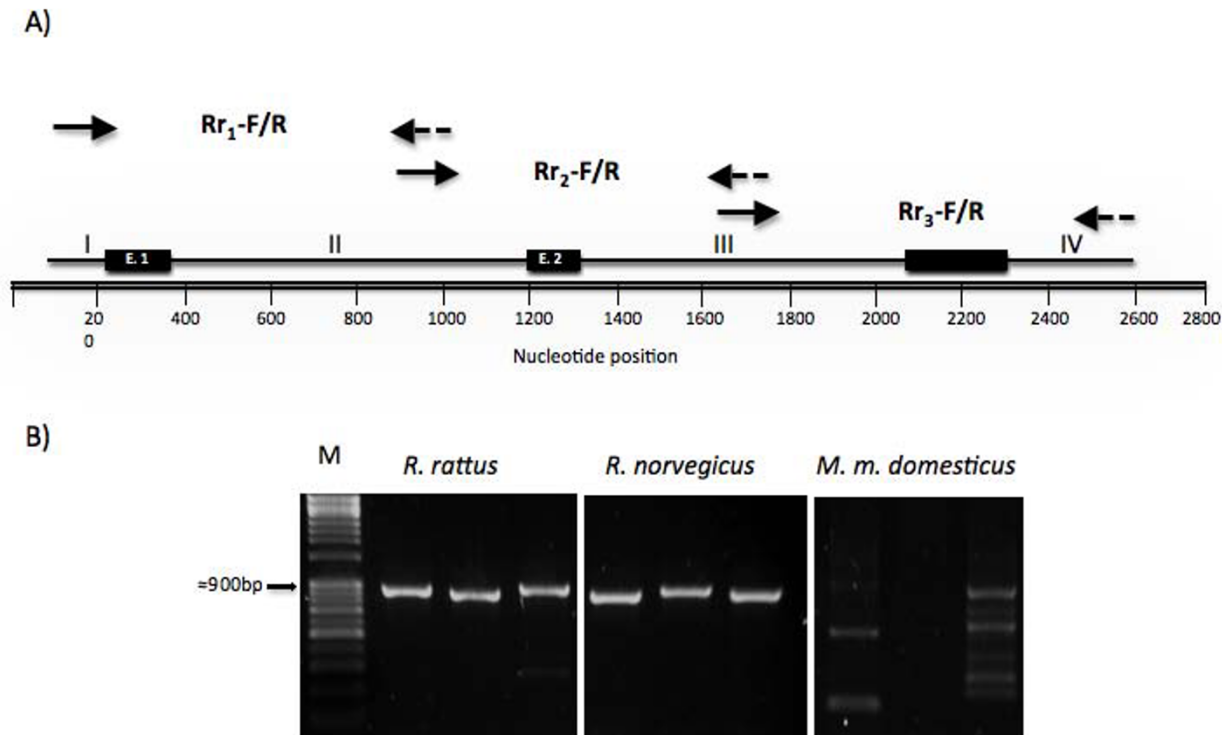 A)
Rr1-F/R
Rr2-F/R
Rr3-F/R
I E. 1 II E. 2 III IV
20 400 600 800 1000 1200 1400 1600 1800 2000 2200 2400 2600 2800
0
Nucleotide position
B)
M R. rattus R. norvegicus M. m. domesticus
≈900bp